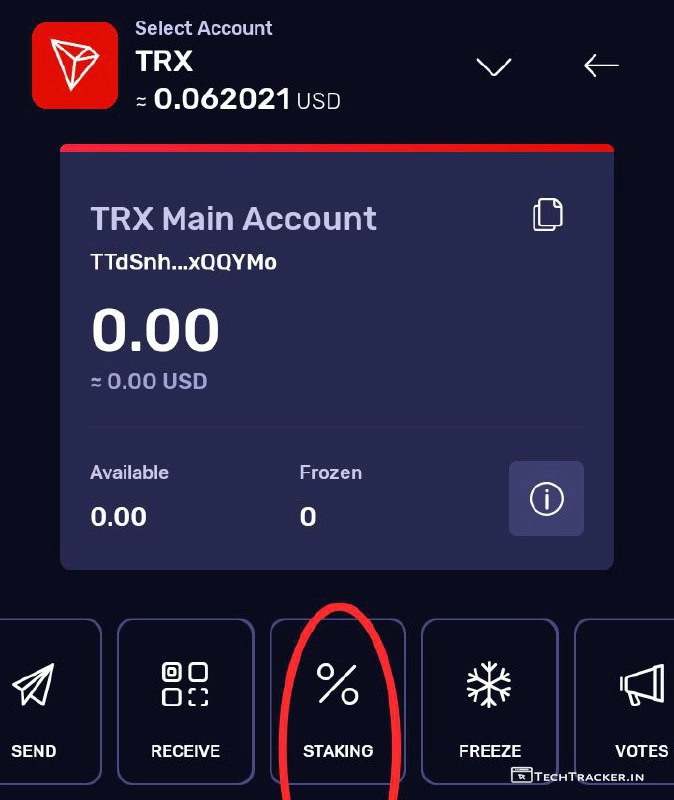 Select Account
TRX
≈ 0.062021 USD
TRX Main Account
TTdSnh...xQQYMo
0.00
≈ 0.00 USD
Available
Frozen
0.00
0
SEND
RECEIVE
STAKING
FREEZE
VOTES
TECHTRACKER.IN